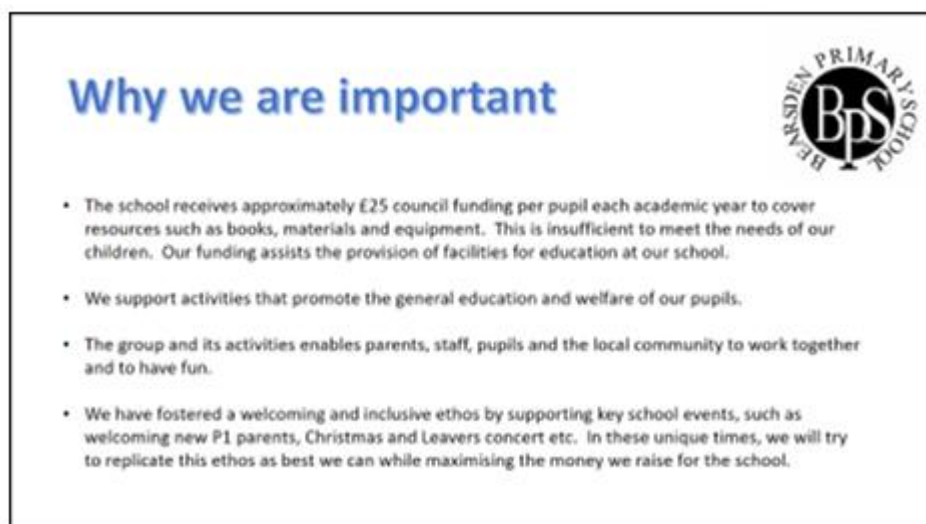 Why we are important
BEARSDEN PRIMARY SCHOOL
BpS
• The school receives approximately £25 council funding per pupil each academic year to cover
resources such as books, materials and equipment. This is insufficient to meet the needs of our
children. Our funding assists the provision of facilities for education at our school.
• We support activities that promote the general education and welfare of our pupils.
• The group and its activities enables parents, staff, pupils and the local community to work together
and to have fun.
• We have fostered a welcoming and inclusive ethos by supporting key school events, such as
welcoming new P1 parents, Christmas and Leavers concert etc. In these unique times, we will try
to replicate this ethos as best we can while maximising the money we raise for the school.